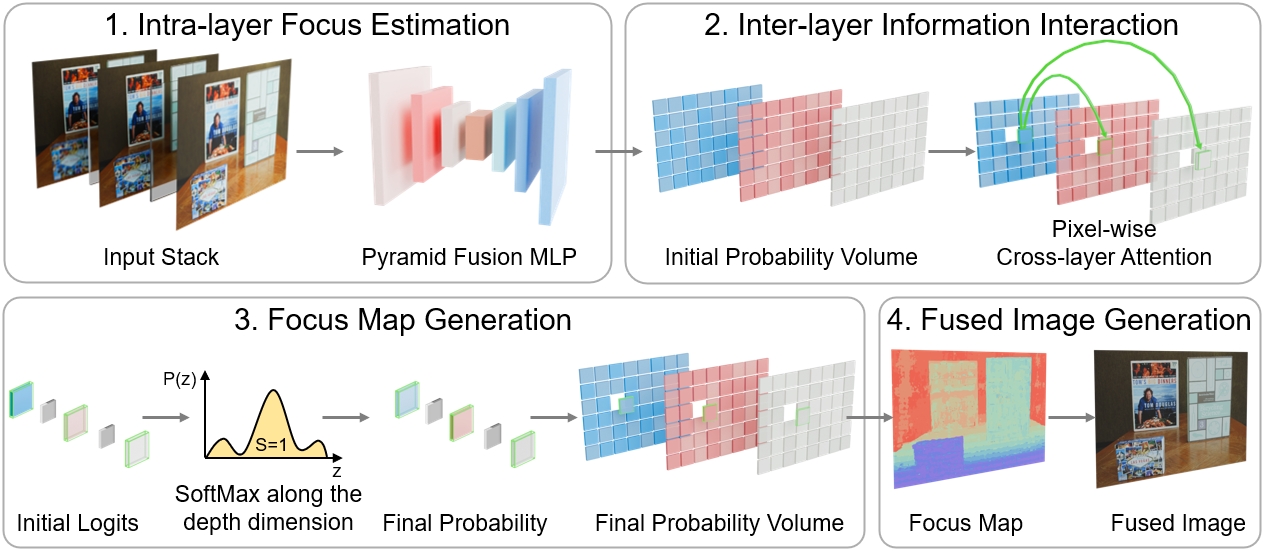 1. Intra-layer Focus Estimation
Input Stack
Pyramid Fusion MLP
2. Inter-layer Information Interaction
Initial Probability Volume
Pixel-wise
Cross-layer Attention
3. Focus Map Generation
Initial Logits
P(z)
S=1
z
SoftMax along the
depth dimension
Final Probability
Final Probability Volume
4. Fused Image Generation
Focus Map
TOM DOUGLAS
Fused Image